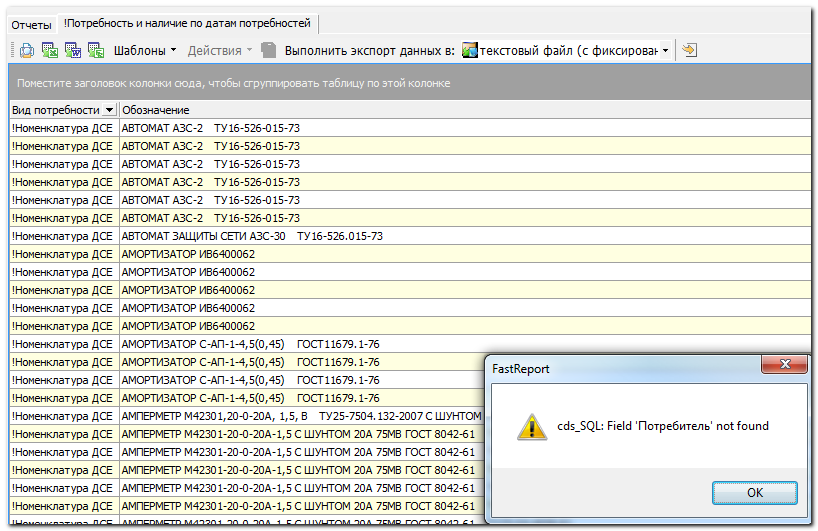 Отчеты !Потребность и наличие по датам потребностей
Шаблоны Действия Выполнить экспорт данных в: текстовый файл (с фиксирован
Поместите заголовок колонки сюда, чтобы сгруппировать таблицу по этой колонке
Вид потребности Обозначение
!Номенклатура ДСЕ АВТОМАТ АЗС-2 ТУ16-526-015-73
!Номенклатура ДСЕ АВТОМАТ АЗС-2 ТУ16-526-015-73
!Номенклатура ДСЕ АВТОМАТ АЗС-2 ТУ16-526-015-73
!Номенклатура ДСЕ АВТОМАТ АЗС-2 ТУ16-526-015-73
!Номенклатура ДСЕ АВТОМАТ АЗС-2 ТУ16-526-015-73
!Номенклатура ДСЕ АВТОМАТ АЗС-2 ТУ16-526-015-73
!Номенклатура ДСЕ АВТОМАТ ЗАЩИТЫ СЕТИ АЗС-30 ТУ16-526.015-73
!Номенклатура ДСЕ АМОРТИЗАТОР ИВ6400062
!Номенклатура ДСЕ АМОРТИЗАТОР ИВ6400062
!Номенклатура ДСЕ АМОРТИЗАТОР ИВ6400062
!Номенклатура ДСЕ АМОРТИЗАТОР ИВ6400062
!Номенклатура ДСЕ АМОРТИЗАТОР ИВ6400062
!Номенклатура ДСЕ АМОРТИЗАТОР С-АП-1-4,5(0,45) ГОСТ11679.1-76
!Номенклатура ДСЕ АМОРТИЗАТОР С-АП-1-4,5(0,45) ГОСТ11679.1-76
!Номенклатура ДСЕ АМОРТИЗАТОР С-АП-1-4,5(0,45) ГОСТ11679.1-76
!Номенклатура ДСЕ АМОРТИЗАТОР С-АП-1-4,5(0,45) ГОСТ11679.1-76
!Номенклатура ДСЕ АМПЕРМЕТР М42301,20-0-20А, 1,5, В ТУ25-7504.132-2007 С ШУНТОМ
!Номенклатура ДСЕ АМПЕРМЕТР М42301-20-0-20А-1,5 С ШУНТОМ 20А 75МВ ГОСТ 8042-61
!Номенклатура ДСЕ АМПЕРМЕТР М42301-20-0-20А-1,5 С ШУНТОМ 20А 75МВ ГОСТ 8042-61
!Номенклатура ДСЕ АМПЕРМЕТР М42301-20-0-20А-1,5 С ШУНТОМ 20А 75МВ ГОСТ 8042-61
!Номенклатура ДСЕ АМПЕРМЕТР М42301-20-0-20А-1,5 С ШУНТОМ 20А 75МВ ГОСТ 8042-61
!Номенклатура ДСЕ АМПЕРМЕТР М42301-20-0-20А-1,5 С ШУНТОМ 20А 75МВ ГОСТ 8042-61
!Номенклатура ДСЕ АМПЕРМЕТР М42301-20-0-20А-1,5 С ШУНТОМ 20А 75МВ ГОСТ 8042-61
FastReport
cds_SQL: Field 'Потребитель' not found
OK